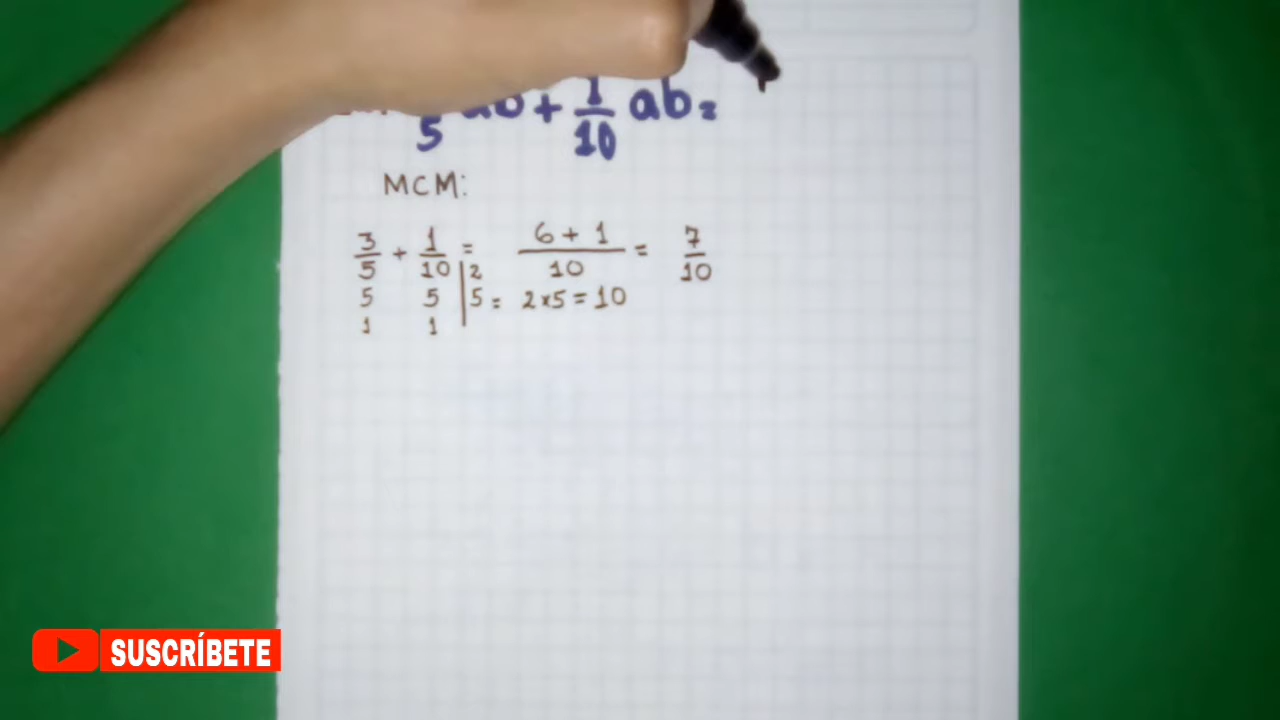 5 ab + 1/10 ab =
MCM:
3/5 + 1/10 = 6 + 1/10 = 7/10
2
5 5 5 = 2x5 = 10
1 1
SUSCRÍBETE